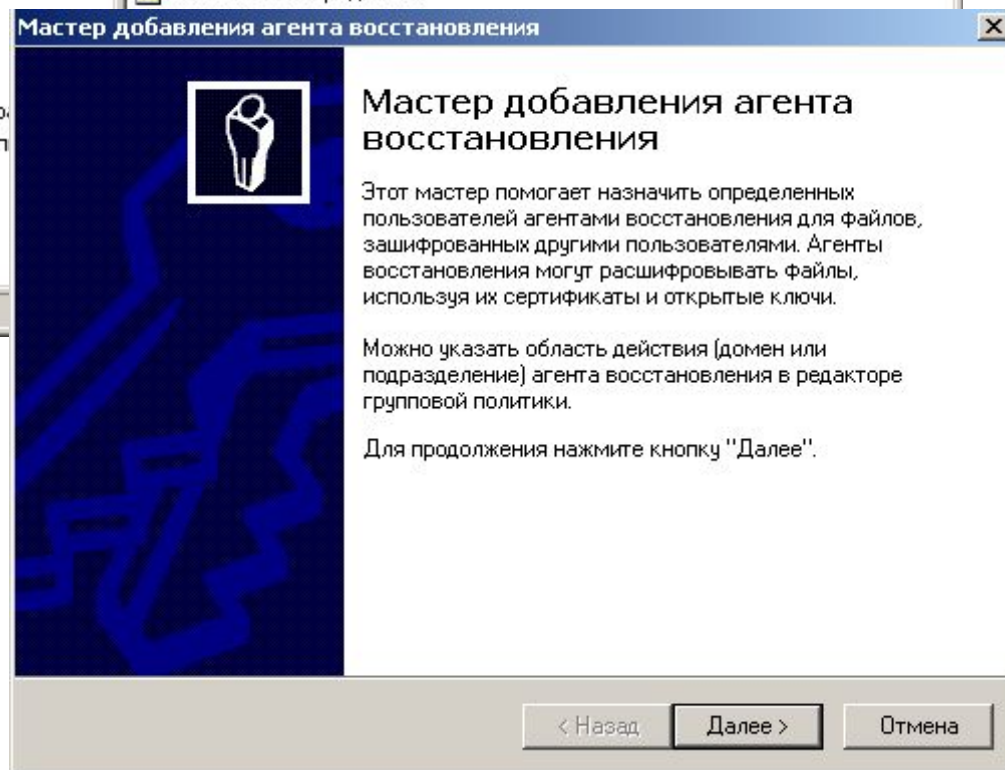 Мастер добавления агента восстановления
Мастер добавления агента
восстановления
Этот мастер помогает назначить определенных
пользователей агентами восстановления для файлов,
зашифрованных другими пользователями. Агенты
восстановления могут расшифровывать файлы,
используя их сертификаты и открытые ключи.
Можно указать область действия (домен или
подразделение) агента восстановления в редакторе
групповой политики.
Для продолжения нажмите кнопку "Далее".
< Назад
Далее >
Отмена